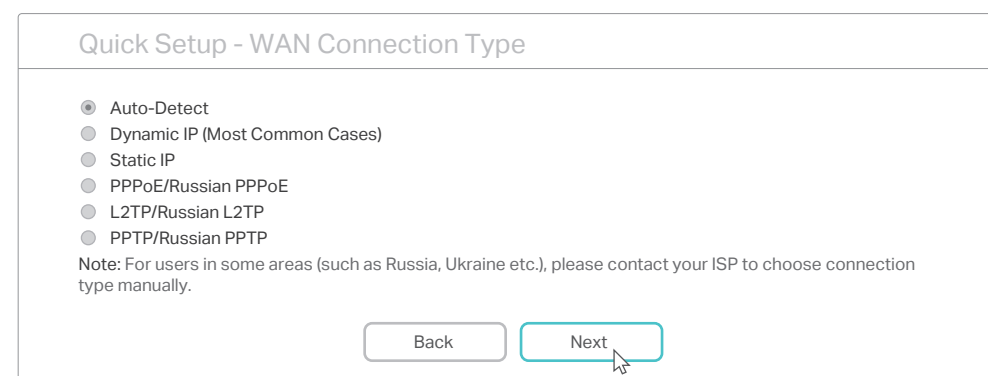 Quick Setup - WAN Connection Type
Auto-Detect
Dynamic IP (Most Common Cases)
Static IP
PPPoE/Russian PPPoE
L2TP/Russian L2TP
PPTP/Russian PPTP
Note: For users in some areas (such as Russia, Ukraine etc.), please contact your ISP to choose connection
type manually.
Back Next